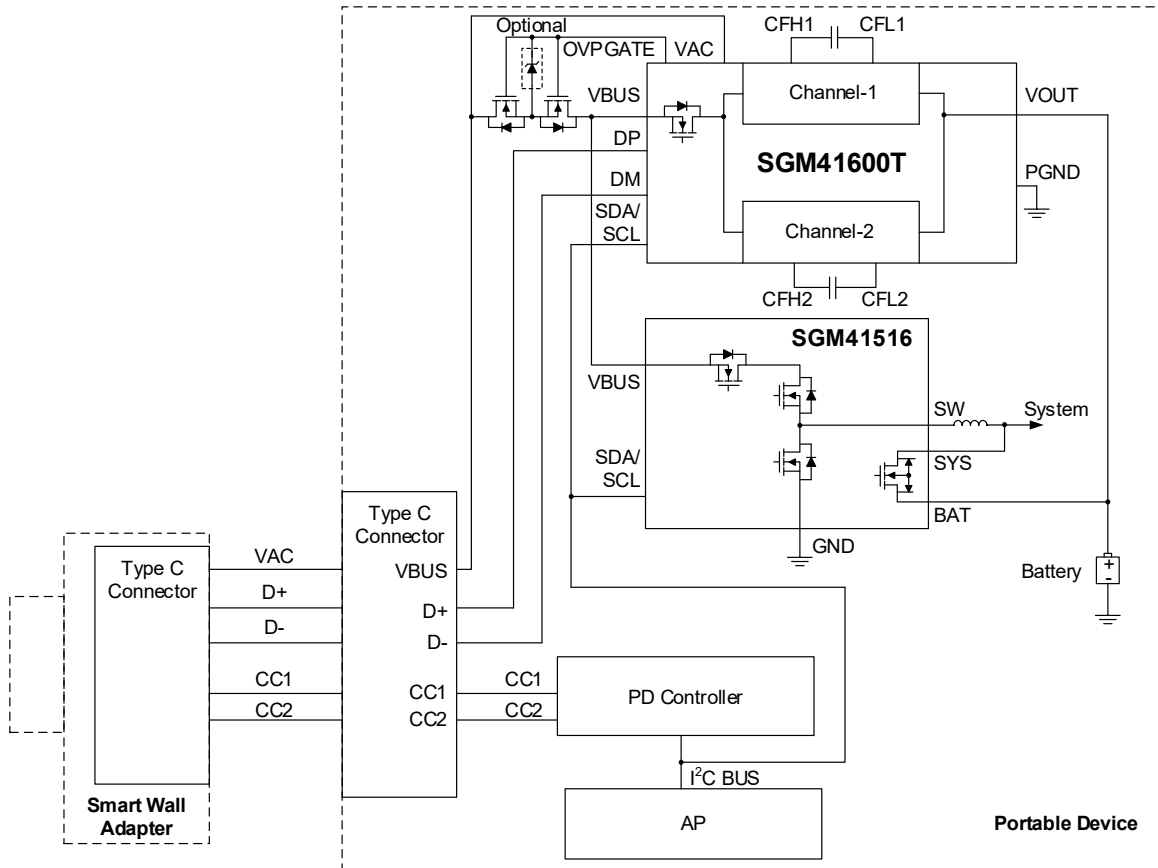 Optional
OVPGATE
VAC
CFH1
CFL1
Channel-1
VBUS
VOUT
DP
SGM41600T
PGND
DM
SDA/
SCL
Channel-2
CFH2
CFL2
SGM41516
VBUS
SW
System
SDA/
SCL
SYS
BAT
GND
Battery
+
-
Type C
Connector
VBUS
D+
D-
CC1
CC2
Type C
Connector
VAC
D+
D-
CC1
CC2
CC1
CC2
PD Controller
I²C BUS
AP
Smart Wall
Adapter
Portable Device